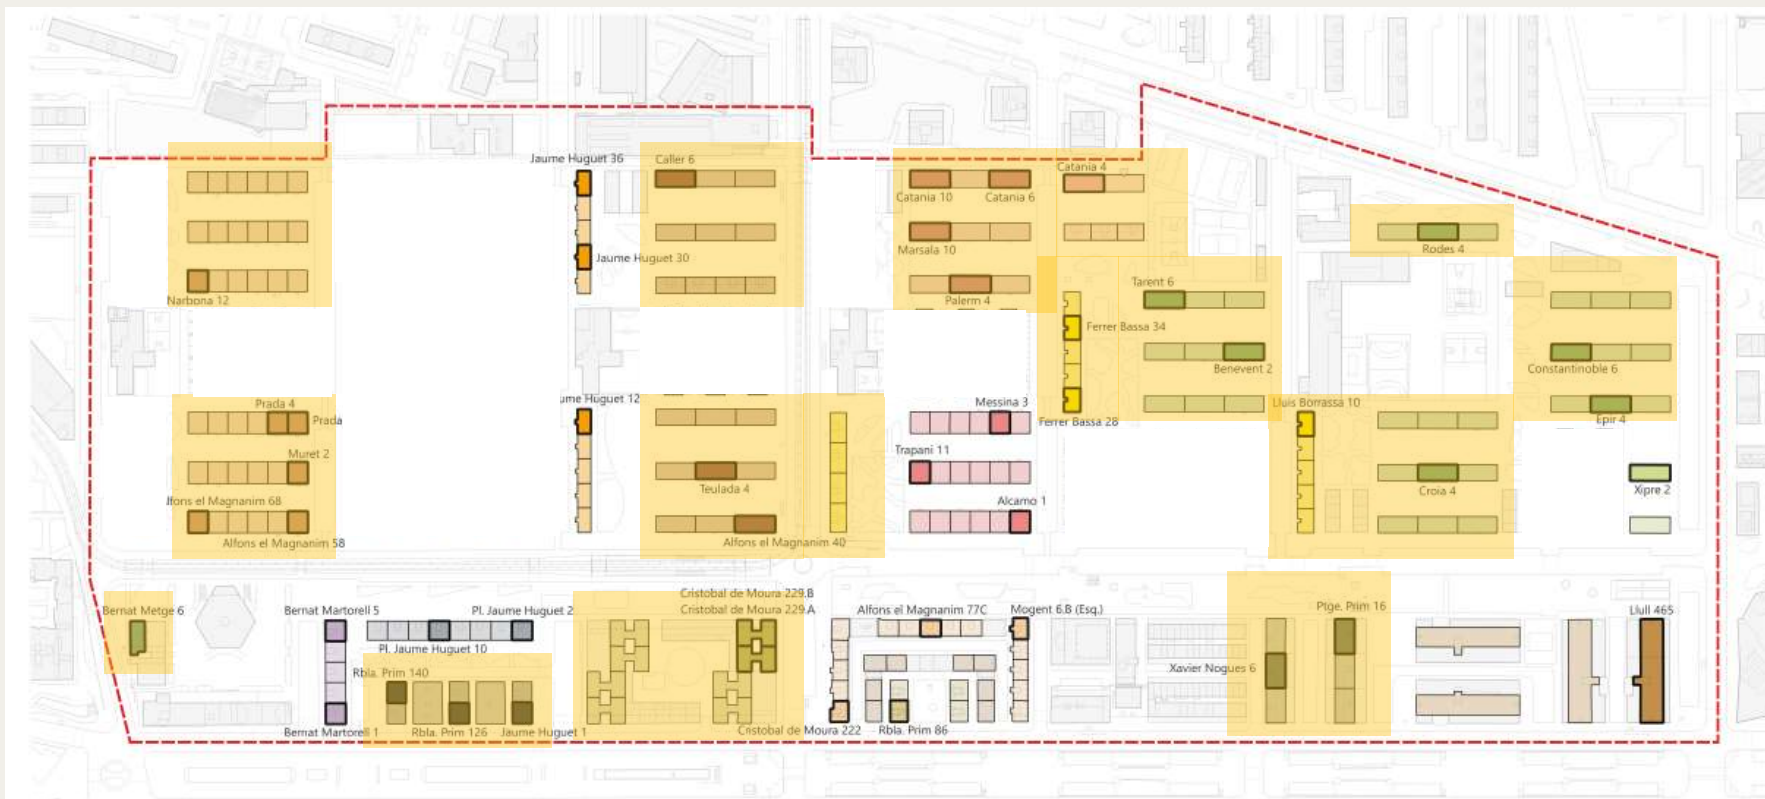 Jaume Huguet 36
Caller 6
Catania 4
Catania 10
Catania 6
Marsala 10
Rodes 4
Jaume Huguet 30
Narbona 12
Palerm 4
Tarent 6
Ferrer Bassa 34
Benevent 2
Constantinoble 6
Prada 4
Prada
ume Huguet 12
Messina 3
Ferrer Bassa 28
Lluis Borrassa 10
Epir 4
Muret 2
Trapani 11
Teulada 4
Croia 4
Xipre 2
lfons el Magnanim 68
Alcamo 1
Alfons el Magnanim 58
Alfons el Magnanim 40
Cristobal de Moura 229.B
Bernat Metge 6
Bernat Martorell 5
Pl. Jaume Huguet 2
Cristobal de Moura 229.A
Alfons el Magnanim 77C
Mogent 6.B (Esq.)
Ptge. Prim 16
Llull 465
Pl. Jaume Huguet 10
Rbla. Prim 140
Xavier Nogues 6
Bernat Martorell 1
Rbla. Prim 126
Jaume Huguet 1
Cristobal de Moura 222
Rbla. Prim 86